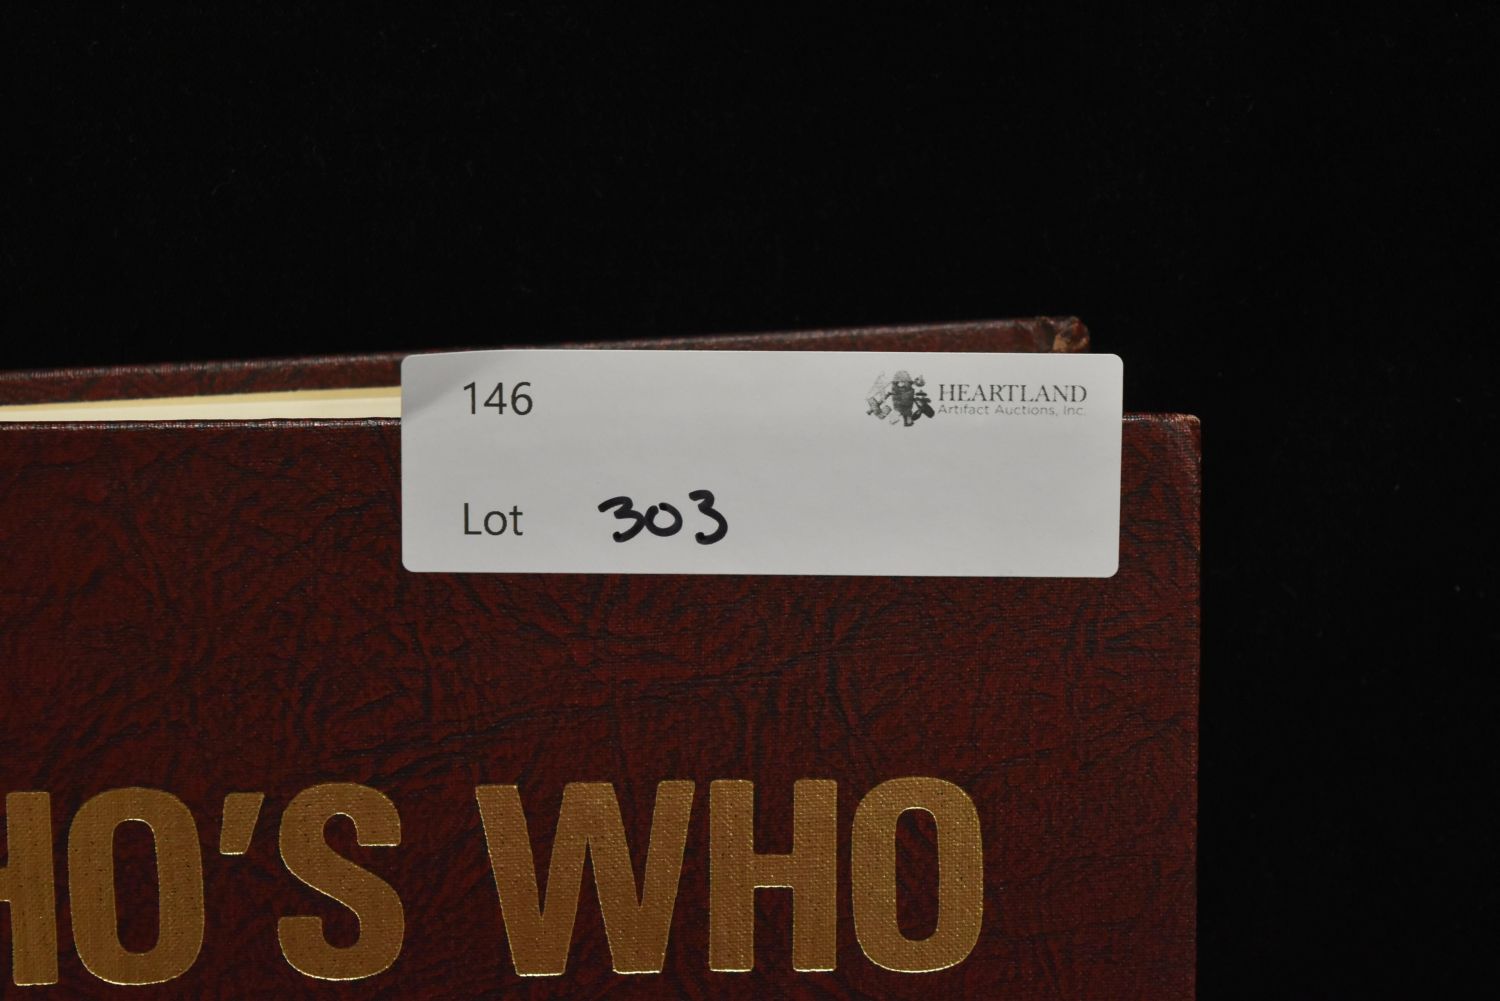 146
HEARTLAND
Artifact Auctions, Inc.
Lot 303
HO'S WHO